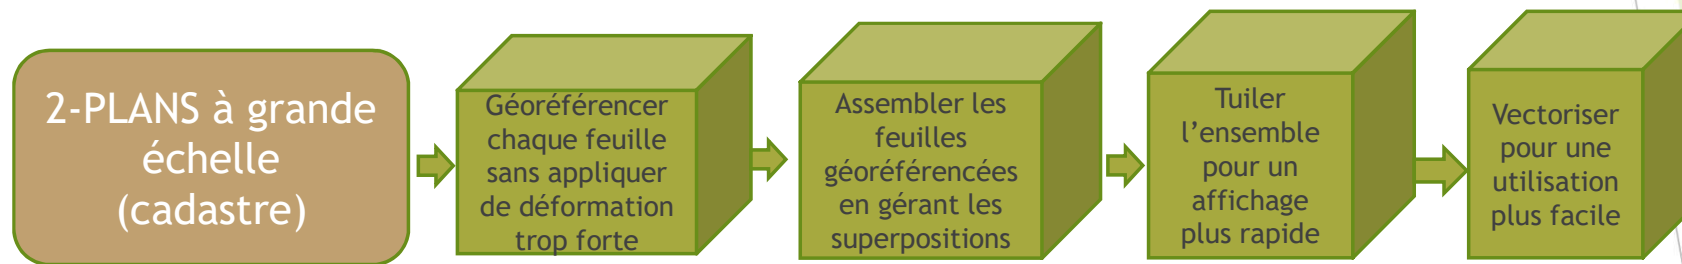 2-PLANS à grande
échelle
(cadastre)
Géoréférencer
chaque feuille
sans appliquer
de déformation
trop forte
Assembler les
feuilles
géoréférencées
en gérant les
superpositions
Tuiler
l’ensemble
pour un
affichage
plus rapide
Vectoriser
pour une
utilisation
plus facile